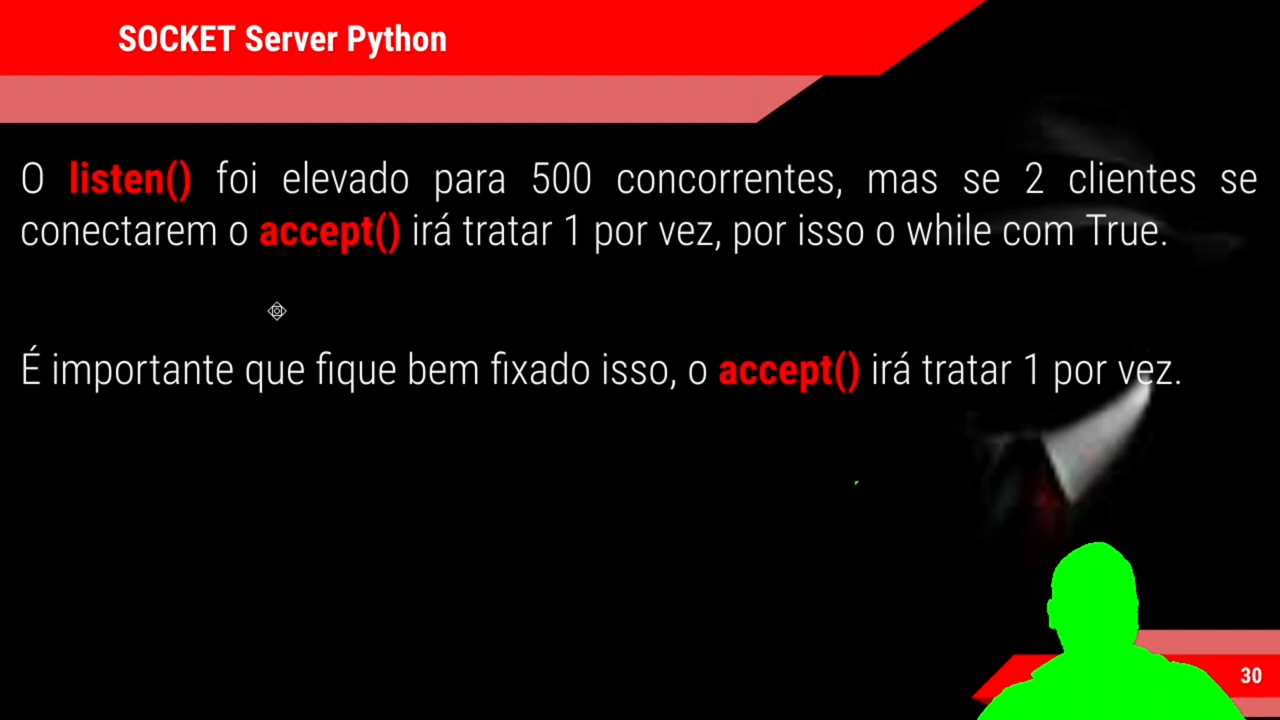 SOCKET Server Python
O listen() foi elevado para 500 concorrentes, mas se 2 clientes se
conectarem o accept() irá tratar 1 por vez, por isso o while com True.
É importante que fique bem fixado isso, o accept() irá tratar 1 por vez.
30